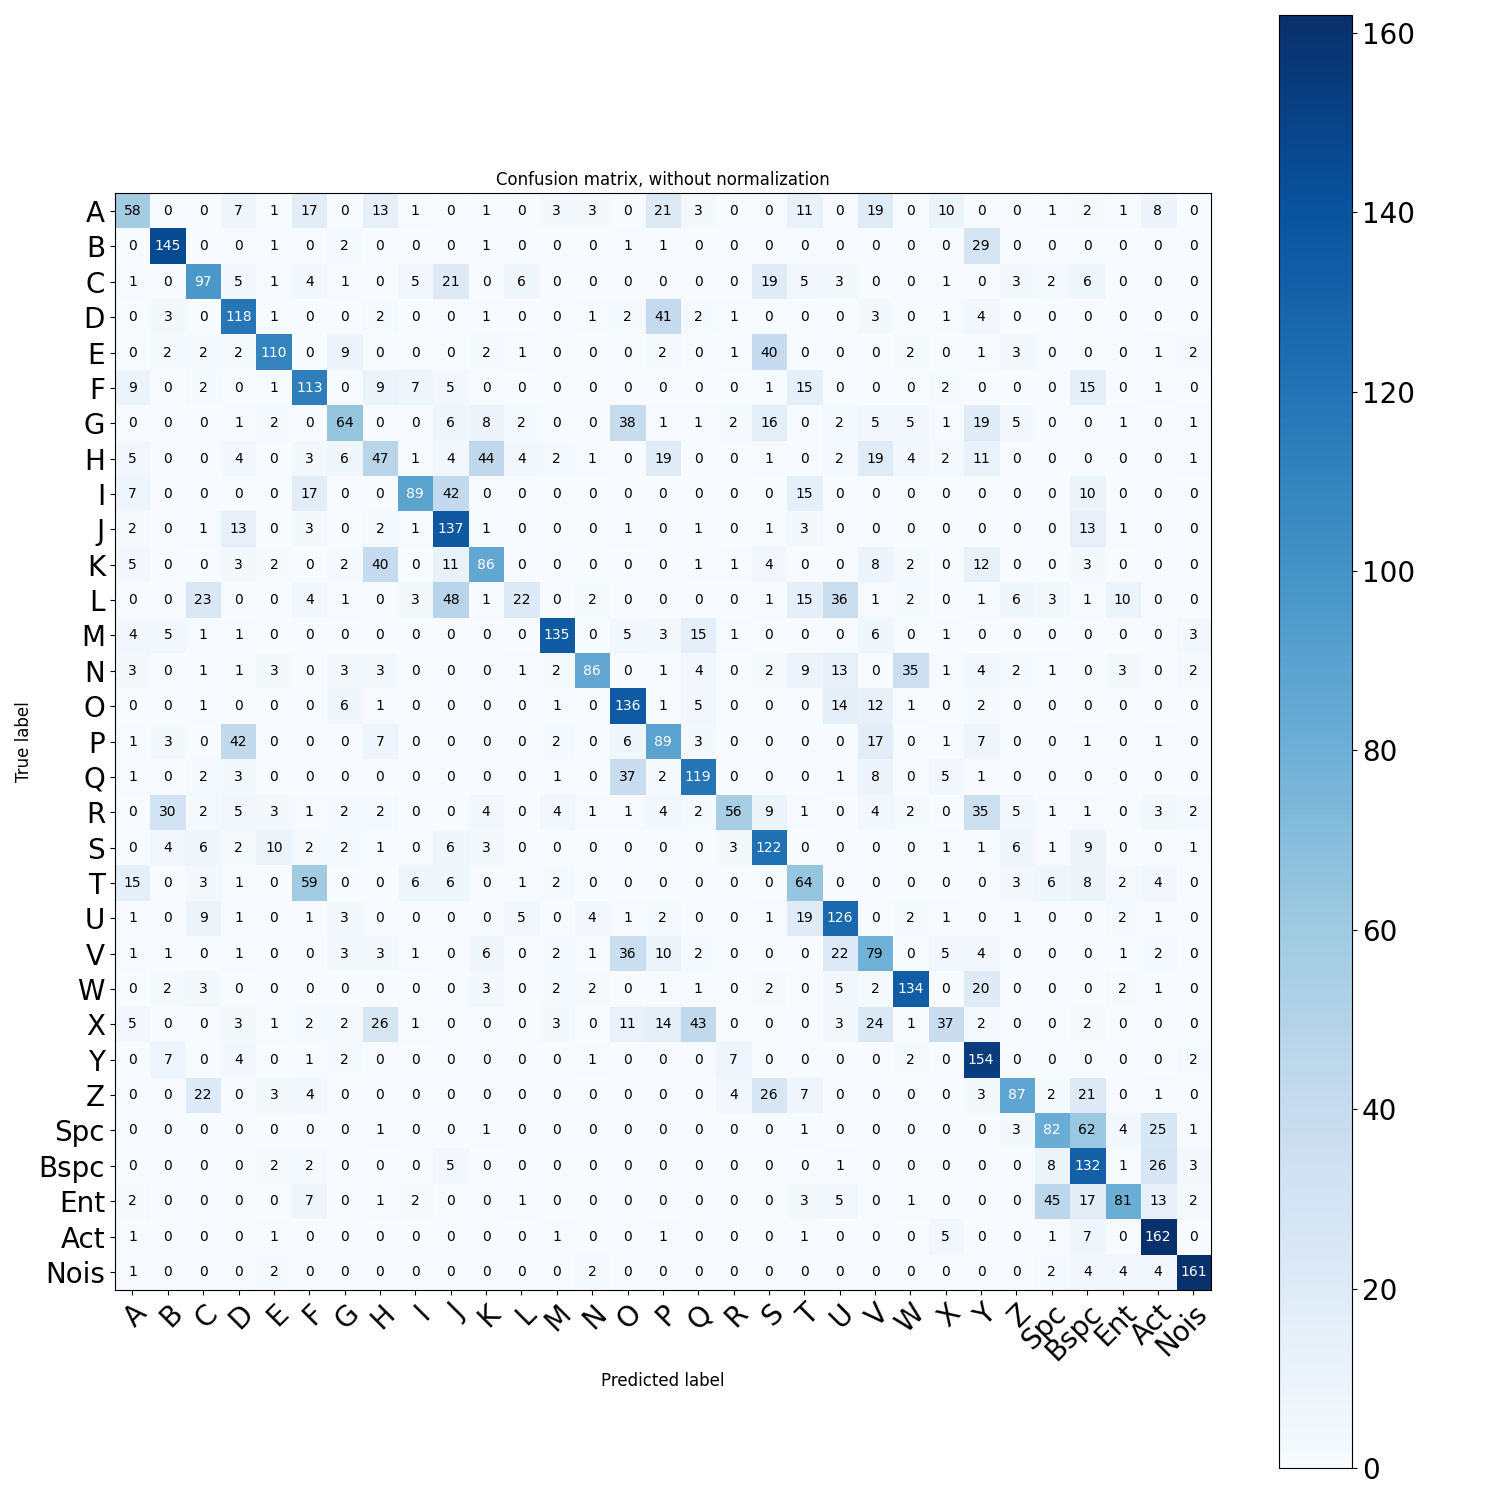 Confusion matrix, without normalization
True label
A 58 0 0 7 1 17 0 13 1 0 1 0 3 3 0 21 3 0 0 11 0 19 0 10 0 0 1 2 1 8 0
B 0 145 0 0 1 0 2 0 0 0 1 0 0 0 1 1 0 0 0 0 0 0 0 0 29 0 0 0 0 0 0
C 1 0 97 5 1 4 1 0 5 21 0 6 0 0 0 0 0 0 19 5 3 0 0 1 0 3 2 6 0 0 0
D 0 3 0 118 1 0 0 2 0 0 1 0 0 1 2 41 2 1 0 0 0 3 0 1 4 0 0 0 0 0 0
E 0 2 2 2 110 0 9 0 0 0 2 1 0 0 0 2 0 1 40 0 0 0 2 0 1 3 0 0 0 1 2
F 9 0 2 0 1 113 0 9 7 5 0 0 0 0 0 0 0 0 1 15 0 0 0 2 0 0 0 15 0 1 0
G 0 0 0 1 2 0 64 0 0 6 8 2 0 0 38 1 1 2 16 0 2 5 5 1 19 5 0 0 1 0 1
H 5 0 0 4 0 3 6 47 1 4 44 4 2 1 0 19 0 0 1 0 2 19 4 2 11 0 0 0 0 0 1
I 7 0 0 0 0 17 0 0 89 42 0 0 0 0 0 0 0 0 0 15 0 0 0 0 0 0 0 10 0 0 0
J 2 0 1 13 0 3 0 2 1 137 1 0 0 0 1 0 1 0 1 3 0 0 0 0 0 0 0 13 1 0 0
K 5 0 0 3 2 0 2 40 0 11 86 0 0 0 0 0 1 1 4 0 0 8 2 0 12 0 0 3 0 0 0
L 0 0 23 0 0 4 1 0 3 48 1 22 0 2 0 0 0 0 1 15 36 1 2 0 1 6 3 1 10 0 0
M 4 5 1 1 0 0 0 0 0 0 0 0 135 0 5 3 15 1 0 0 0 6 0 1 0 0 0 0 0 0 3
N 3 0 1 1 3 0 3 3 0 0 0 1 2 86 0 1 4 0 2 9 13 0 35 1 4 2 1 0 3 0 2
O 0 0 1 0 0 0 6 1 0 0 0 0 1 0 136 1 5 0 0 0 14 12 1 0 2 0 0 0 0 0 0
P 1 3 0 42 0 0 0 7 0 0 0 0 2 0 6 89 3 0 0 0 0 17 0 1 7 0 0 1 0 1 0
Q 1 0 2 3 0 0 0 0 0 0 0 0 1 0 37 2 119 0 0 0 1 8 0 5 1 0 0 0 0 0 0
R 0 30 2 5 3 1 2 2 0 0 4 0 4 1 1 4 2 56 9 1 0 4 2 0 35 5 1 1 0 3 2
S 0 4 6 2 10 2 2 1 0 6 3 0 0 0 0 0 0 3 122 0 0 0 0 1 1 6 1 9 0 0 1
T 15 0 3 1 0 59 0 0 6 6 0 1 2 0 0 0 0 0 0 64 0 0 0 0 0 3 6 8 2 4 0
U 1 0 9 1 0 1 3 0 0 0 0 5 0 4 1 2 0 0 1 19 126 0 2 1 0 1 0 0 2 1 0
V 1 1 0 1 0 0 3 3 1 0 6 0 2 1 36 10 2 0 0 0 22 79 0 5 4 0 0 0 1 2 0
W 0 2 3 0 0 0 0 0 0 0 3 0 2 2 0 1 1 0 2 0 5 2 134 0 20 0 0 0 2 1 0
X 5 0 0 3 1 2 2 26 1 0 0 0 3 0 11 14 43 0 0 0 3 24 1 37 2 0 0 2 0 0 0
Y 0 7 0 4 0 1 2 0 0 0 0 0 0 1 0 0 0 7 0 0 0 0 2 0 154 0 0 0 0 0 2
Z 0 0 22 0 3 4 0 0 0 0 0 0 0 0 0 0 0 4 26 7 0 0 0 0 3 87 2 21 0 1 0
Spc 0 0 0 0 0 0 0 1 0 0 1 0 0 0 0 0 0 0 0 1 0 0 0 0 0 3 82 62 4 25 1
Bspc 0 0 0 0 2 2 0 0 0 5 0 0 0 0 0 0 0 0 0 0 1 0 0 0 0 0 8 132 1 26 3
Ent 2 0 0 0 0 7 0 1 2 0 0 1 0 0 0 0 0 0 0 3 5 0 1 0 0 0 45 17 81 13 2
Act 1 0 0 0 1 0 0 0 0 0 0 0 1 0 0 1 0 0 0 1 0 0 0 5 0 0 1 7 0 162 0
Nois 1 0 0 0 2 0 0 0 0 0 0 0 0 2 0 0 0 0 0 0 0 0 0 0 0 0 2 4 4 4 161
A B C D E F G H I J K L M N O P Q R S T U V W X Y Z Spc Bspc Ent Act Nois
Predicted label
160
140
120
100
80
60
40
20
0